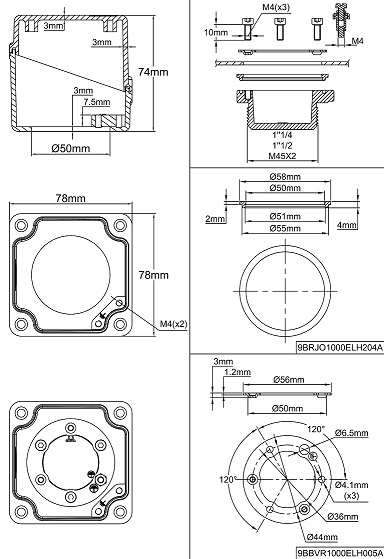 3mm
3mm
74mm
3mm
7.5mm
Ø50mm
M4(x3)
10mm
M4
1"1/4
1"1/2
M45X2
78mm
78mm
M4(x2)
Ø58mm
Ø50mm
2mm
4mm
Ø51mm
Ø55mm
9BRJO1000ELH204A
3mm
1.2mm
Ø56mm
Ø50mm
120°
Ø6.5mm
120°
Ø4.1mm
(x3)
Ø36mm
Ø44mm
9BBVR1000ELH005A